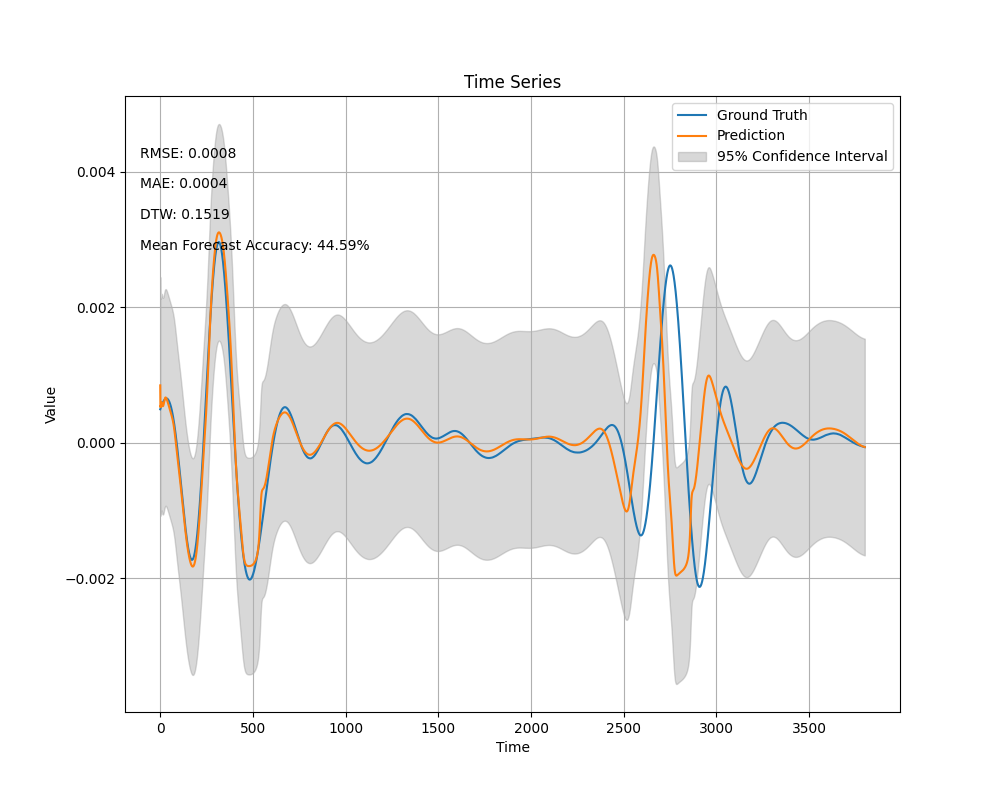 Time Series
Ground Truth
Prediction
95% Confidence Interval
RMSE: 0.0008
MAE: 0.0004
DTW: 0.1519
Mean Forecast Accuracy: 44.59%
0.004
0.002
0.000
−0.002
Value
0 500 1000 1500 2000 2500 3000 3500
Time